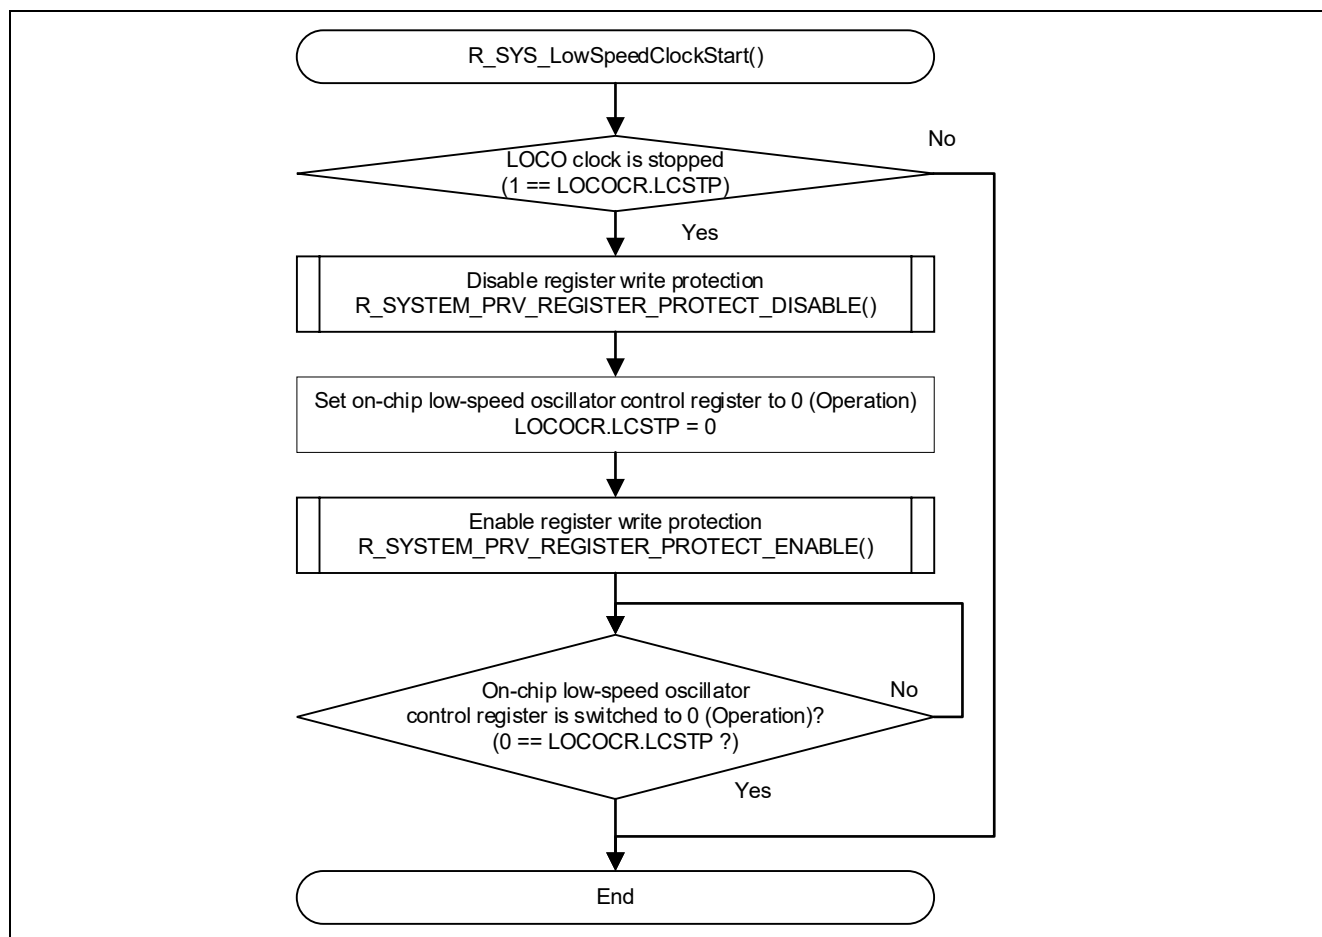 R_SYS_LowSpeedClockStart()
No
LOCO clock is stopped
(1 == LOCOCR.LCSTP)
Yes
Disable register write protection
R_SYSTEM_PRV_REGISTER_PROTECT_DISABLE()
Set on-chip low-speed oscillator control register to 0 (Operation)
LOCOCR.LCSTP = 0
Enable register write protection
R_SYSTEM_PRV_REGISTER_PROTECT_ENABLE()
On-chip low-speed oscillator
No
control register is switched to 0 (Operation)?
(0 == LOCOCR.LCSTP ?)
Yes
End